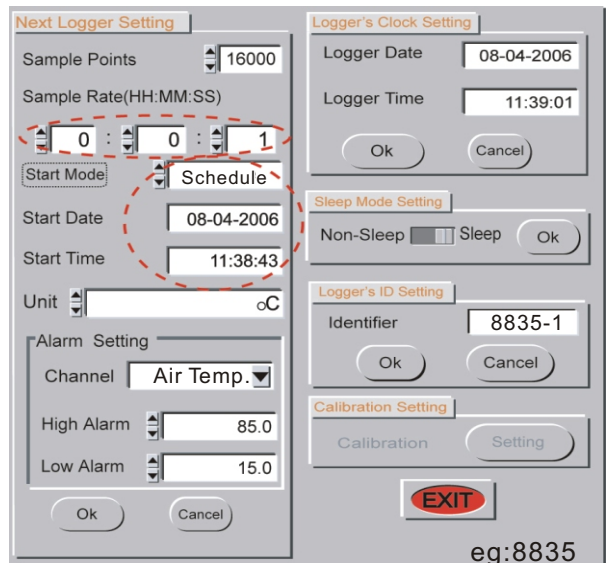 Next Logger Setting
Sample Points 16000
Sample Rate(HH:MM:SS)
0 : 0 : 1
Start Mode Schedule
Start Date 08-04-2006
Start Time 11:38:43
Unit oC
Alarm Setting
Channel Air Temp.
High Alarm 85.0
Low Alarm 15.0
Ok Cancel
Logger's Clock Setting
Logger Date 08-04-2006
Logger Time 11:39:01
Ok Cancel
Sleep Mode Setting
Non-Sleep Sleep Ok
Logger's ID Setting
Identifier 8835-1
Ok Cancel
Calibration Setting
Calibration Setting
EXIT
eg:8835